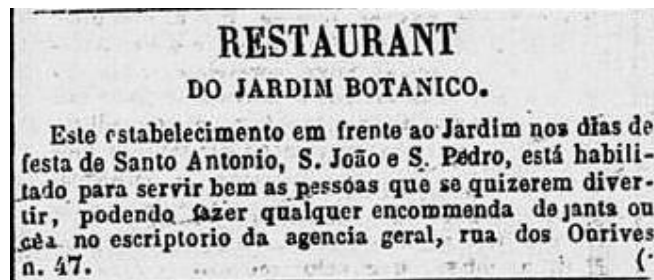 RESTAURANT
DO JARDIM BOTANICO.
Este estabelecimento em frente ao Jardim nos dias de
festa de Santo Antonio, S. João e S. Pedro, está habili-
tado para servir bem as pessoas que se quizerem diver-
tir, podendo fazer qualquer encommenda de janta ou
cêa no escriptorio da agencia geral, rua dos Ourives
n. 47. (·